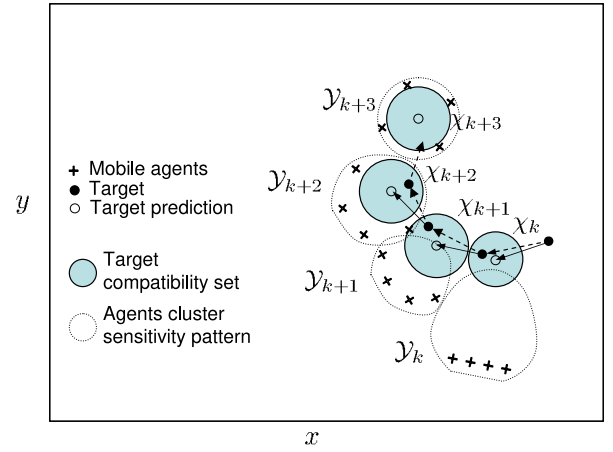 𝒴ₖ₊₃
χₖ₊₃
𝒴ₖ₊₂
χₖ₊₂
χₖ₊₁
χₖ
𝒴ₖ₊₁
𝒴ₖ
y
Mobile agents
Target
Target prediction
Target
compatibility set
Agents cluster
sensitivity pattern
x